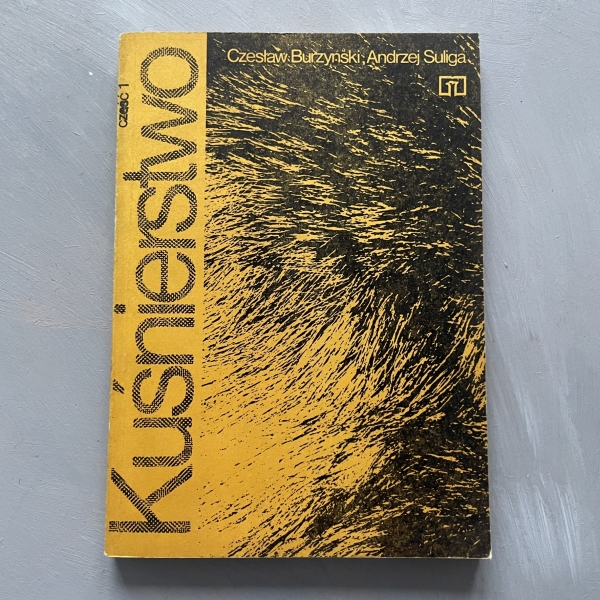 Czesław Burzyński, Andrzej Suliga
Kuśnierstwo
CZĘŚĆ 1